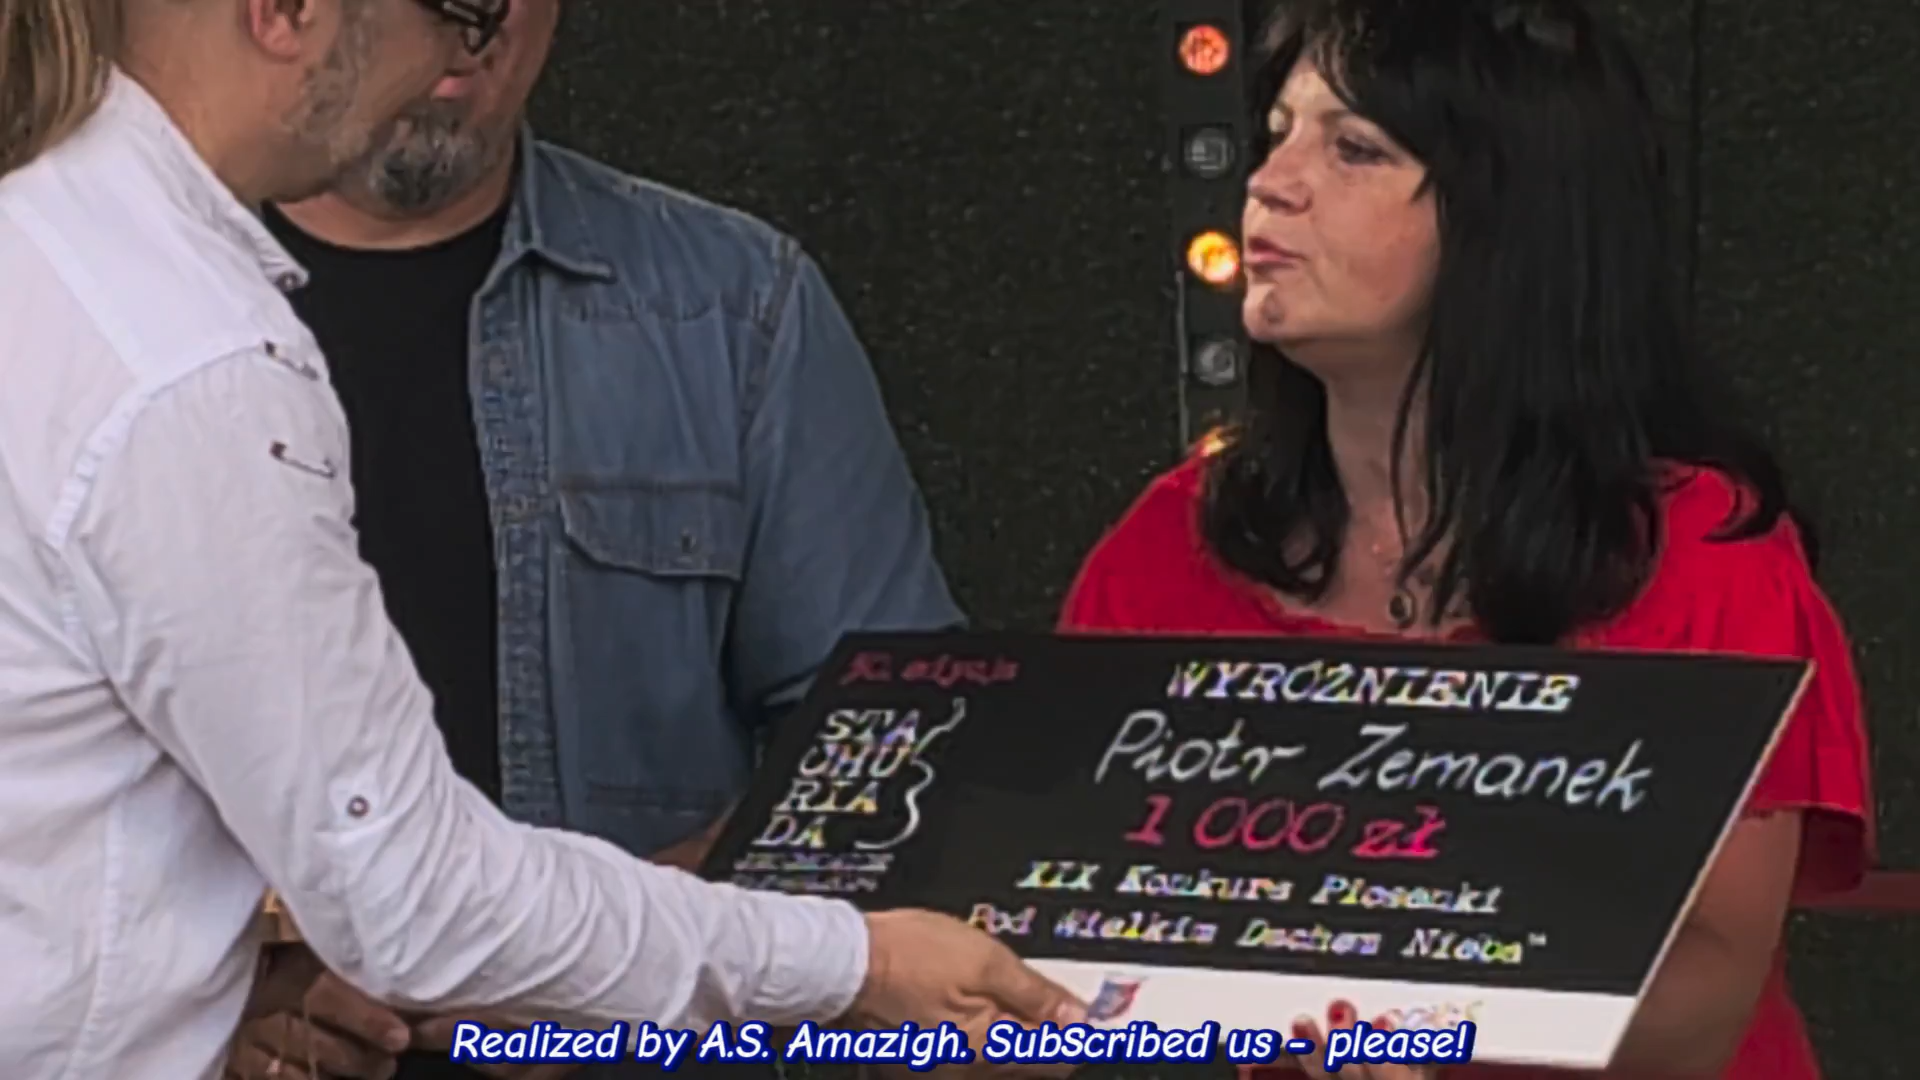 edycja
WYRÓŻNIENIE
Piotr Zemanek
1 000 zł
STA
CHU
RIA
DA
XIX Konkurs Piosenki
Pod Wielkim Dachem Nieba"
Realized by A.S. Amazigh. SubScribed us - please!